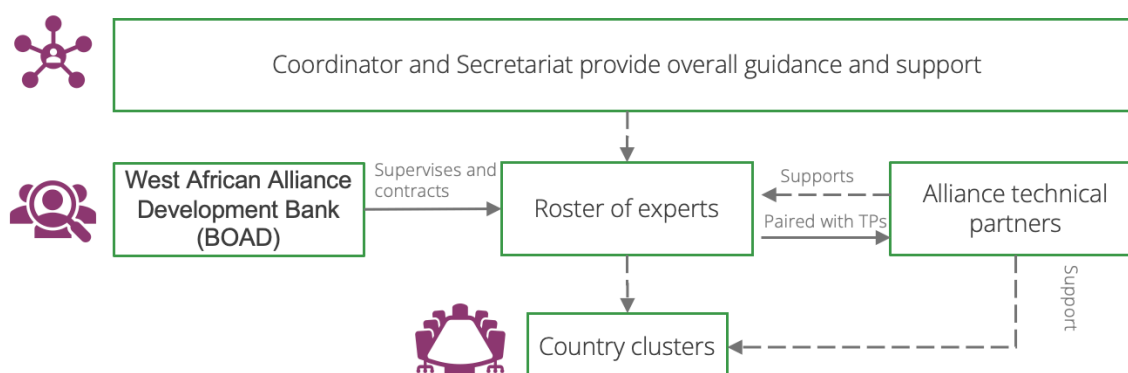 Coordinator and Secretariat provide overall guidance and support
West African Alliance
Development Bank
(BOAD)
Supervises and
contracts
Roster of experts
Supports
Paired with TPs
Alliance technical
partners
Support
Country clusters